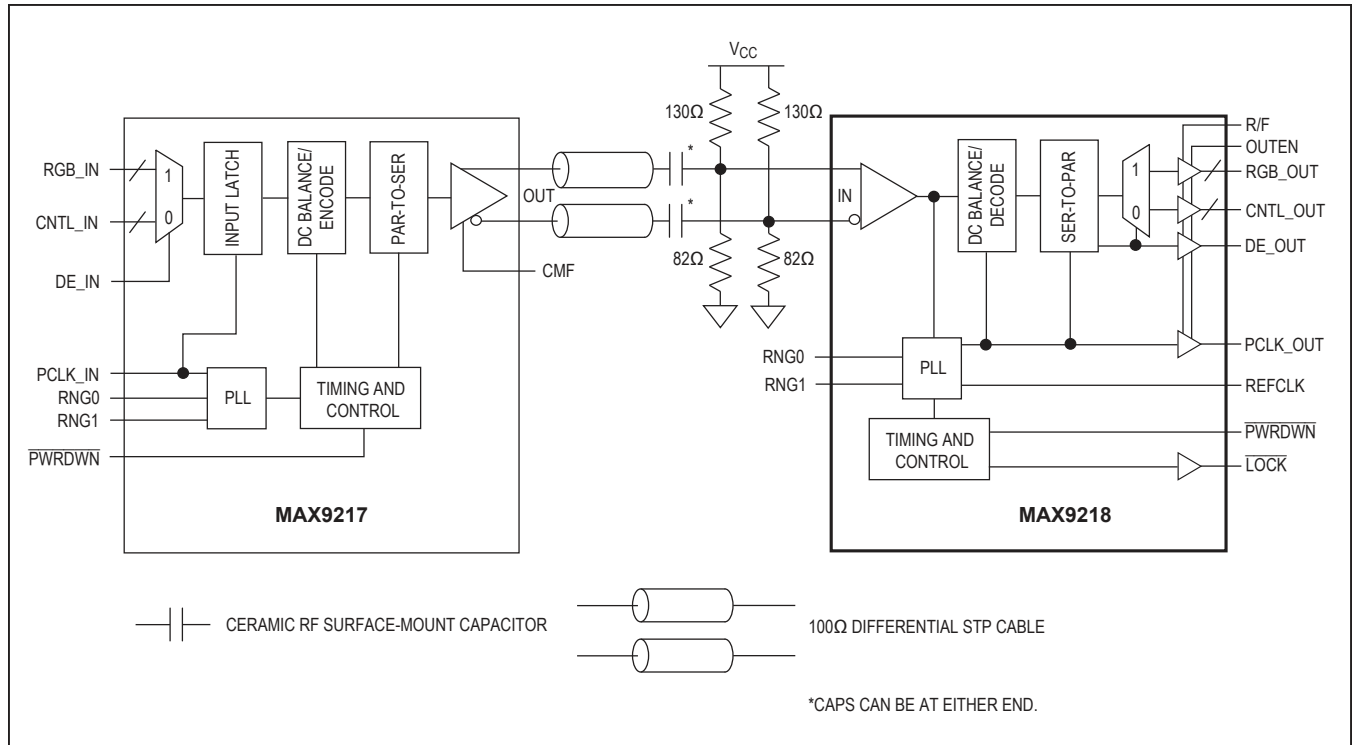 VCC
130Ω
130Ω
RGB_IN
CNTL_IN
DE_IN
1
0
INPUT LATCH
DC BALANCE/
ENCODE
PAR-TO-SER
OUT
CMF
*
*
82Ω
82Ω
PCLK_IN
RNG0
RNG1
PWRDWN
PLL
TIMING AND
CONTROL
MAX9217
IN
DC BALANCE/
DECODE
SER-TO-PAR
1
0
R/F
OUTEN
RGB_OUT
CNTL_OUT
DE_OUT
PCLK_OUT
RNG0
RNG1
PLL
REFCLK
TIMING AND
CONTROL
PWRDWN
LOCK
MAX9218
CERAMIC RF SURFACE-MOUNT CAPACITOR
100Ω DIFFERENTIAL STP CABLE
*CAPS CAN BE AT EITHER END.